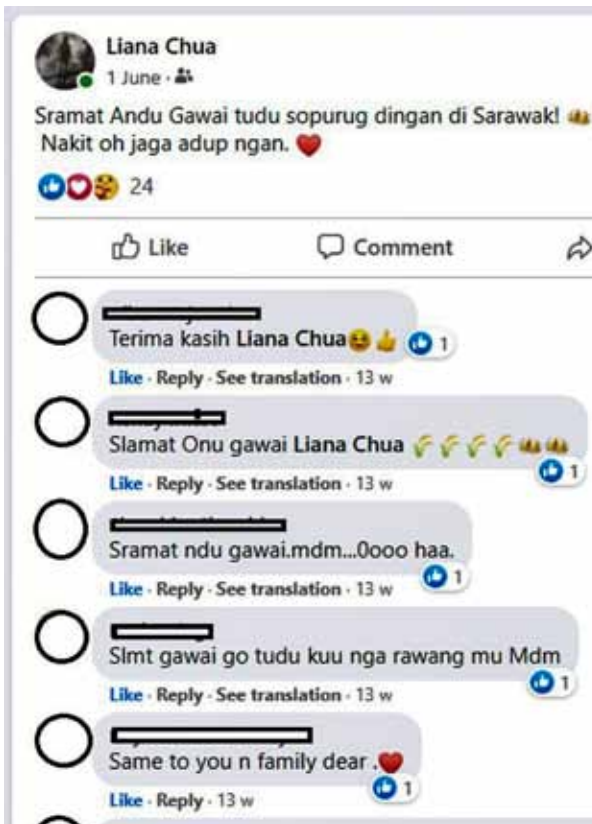 Liana Chua
1 June
Sramat Andu Gawai tudu sopurug dingan di Sarawak!
Nakit oh jaga adup ngan. ❤️
24
Like Comment
Terima kasih Liana Chua😆👍 1
Like · Reply · See translation · 13 w
Slamat Onu gawai Liana Chua 🌾🌾🌾🌾🍻🍻
1
Like · Reply · See translation · 13 w
Sramat ndu gawai.mdm...0ooo haa.
1
Like · Reply · See translation · 13 w
Slmt gawai go tudu kuu nga rawang mu Mdm
1
Like · Reply · See translation · 13 w
Same to you n family dear .❤️
1
Like · Reply · 13 w